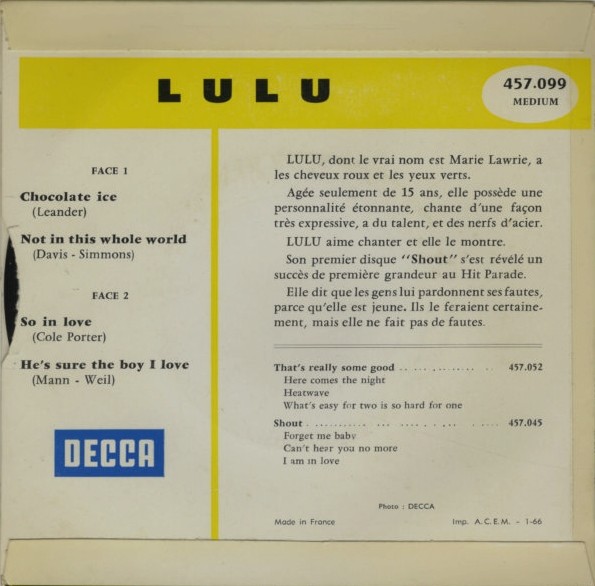 LULU
457.099
MEDIUM
FACE 1
Chocolate ice
(Leander)
Not in this whole world
(Davis - Simmons)
FACE 2
So in love
(Cole Porter)
He's sure the boy I love
(Mann - Weil)
DECCA
LULU, dont le vrai nom est Marie Lawrie, a
les cheveux roux et les yeux verts.
Agée seulement de 15 ans, elle possède une
personnalité étonnante, chante d'une façon
très expressive, a du talent, et des nerfs d'acier.
LULU aime chanter et elle le montre.
Son premier disque "Shout" s'est révélé un
succès de première grandeur au Hit Parade.
Elle dit que les gens lui pardonnent ses fautes,
parce qu'elle est jeune. Ils le feraient certaine-
ment, mais elle ne fait pas de fautes.
That's really some good .. ... ........ .. 457.052
Here comes the night
Heatwave
What's easy for two is so hard for one
Shout . ........... ... ... . . , .. ..... 457.045
Forget me baby
Can't hear you no more
I am in love
Photo : DECCA
Made in France
Imp. A.C.E.M. - 1-66